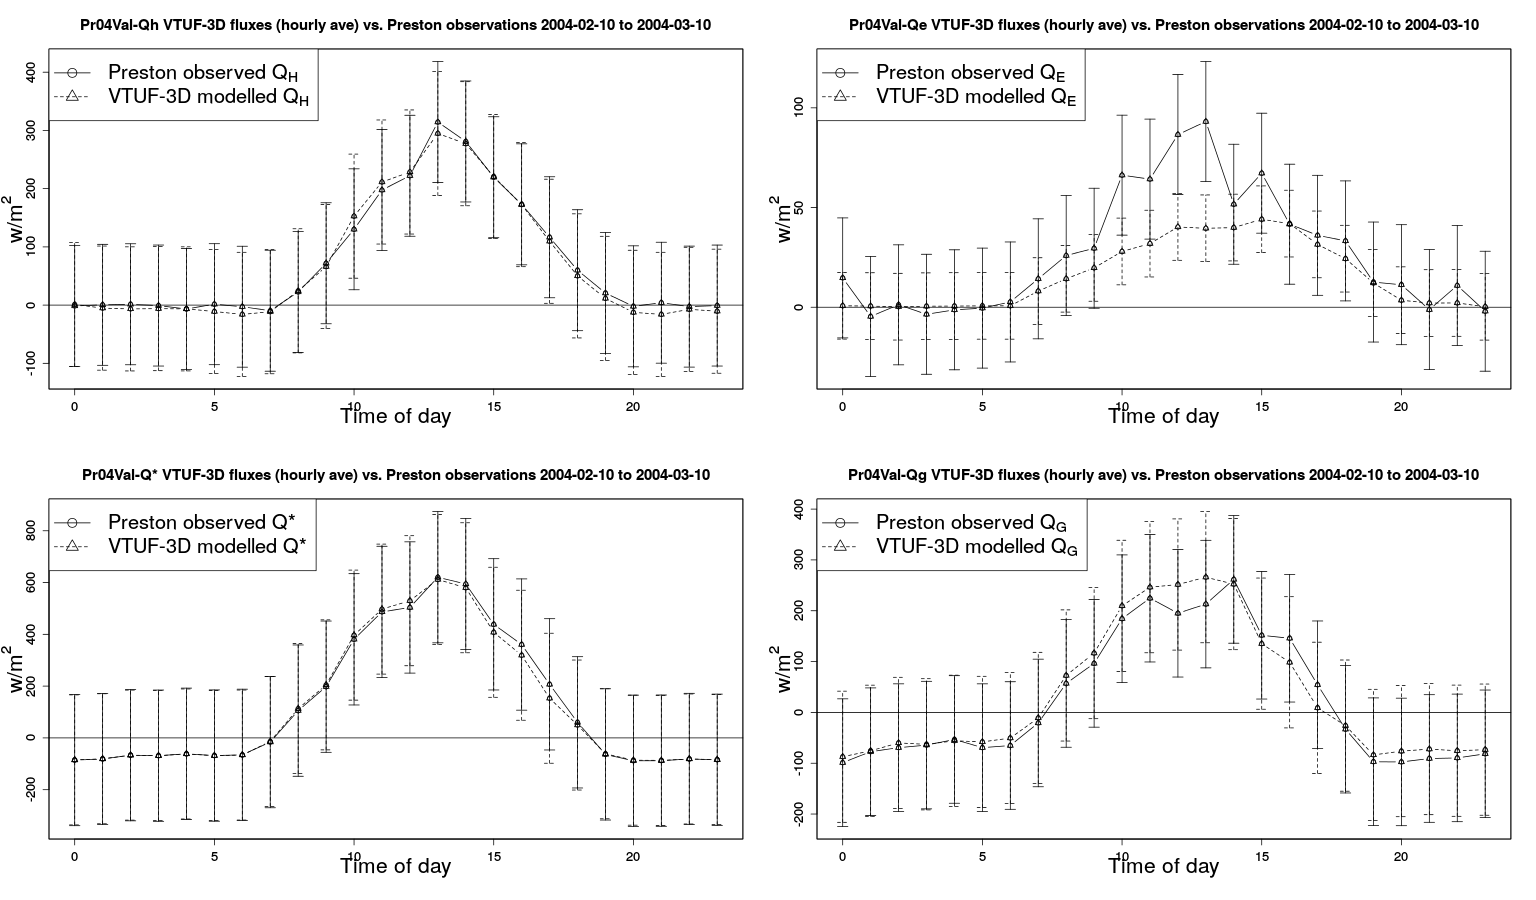 Pr04Val-Qh VTUF-3D fluxes (hourly ave) vs. Preston observations 2004-02-10 to 2004-03-10
Preston observed QH
VTUF-3D modelled QH
w/m2
400
300
200
100
0
-100
0 5 10 15 20
Time of day
Pr04Val-Qe VTUF-3D fluxes (hourly ave) vs. Preston observations 2004-02-10 to 2004-03-10
Preston observed QE
VTUF-3D modelled QE
w/m2
100
50
0
0 5 10 15 20
Time of day
Pr04Val-Q* VTUF-3D fluxes (hourly ave) vs. Preston observations 2004-02-10 to 2004-03-10
Preston observed Q*
VTUF-3D modelled Q*
w/m2
800
600
400
200
0
-200
0 5 10 15 20
Time of day
Pr04Val-Qg VTUF-3D fluxes (hourly ave) vs. Preston observations 2004-02-10 to 2004-03-10
Preston observed QG
VTUF-3D modelled QG
w/m2
400
300
200
100
0
-100
-200
0 5 10 15 20
Time of day